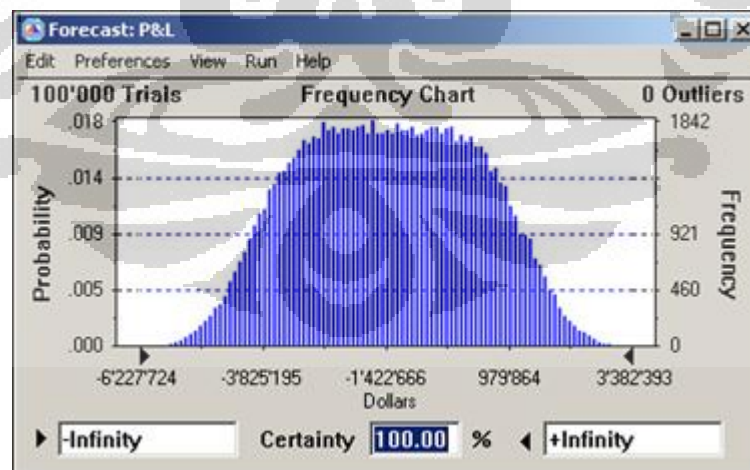 Forecast: P&L
Edit Preferences View Run Help
100'000 Trials Frequency Chart 0 Outliers
.018
.014
.009
.005
.000
Probability
1842
921
460
0
Frequency
-6'227'724 -3'825'195 -1'422'666 979'864 3'382'393
Dollars
-Infinity Certainty 100.00 % +Infinity